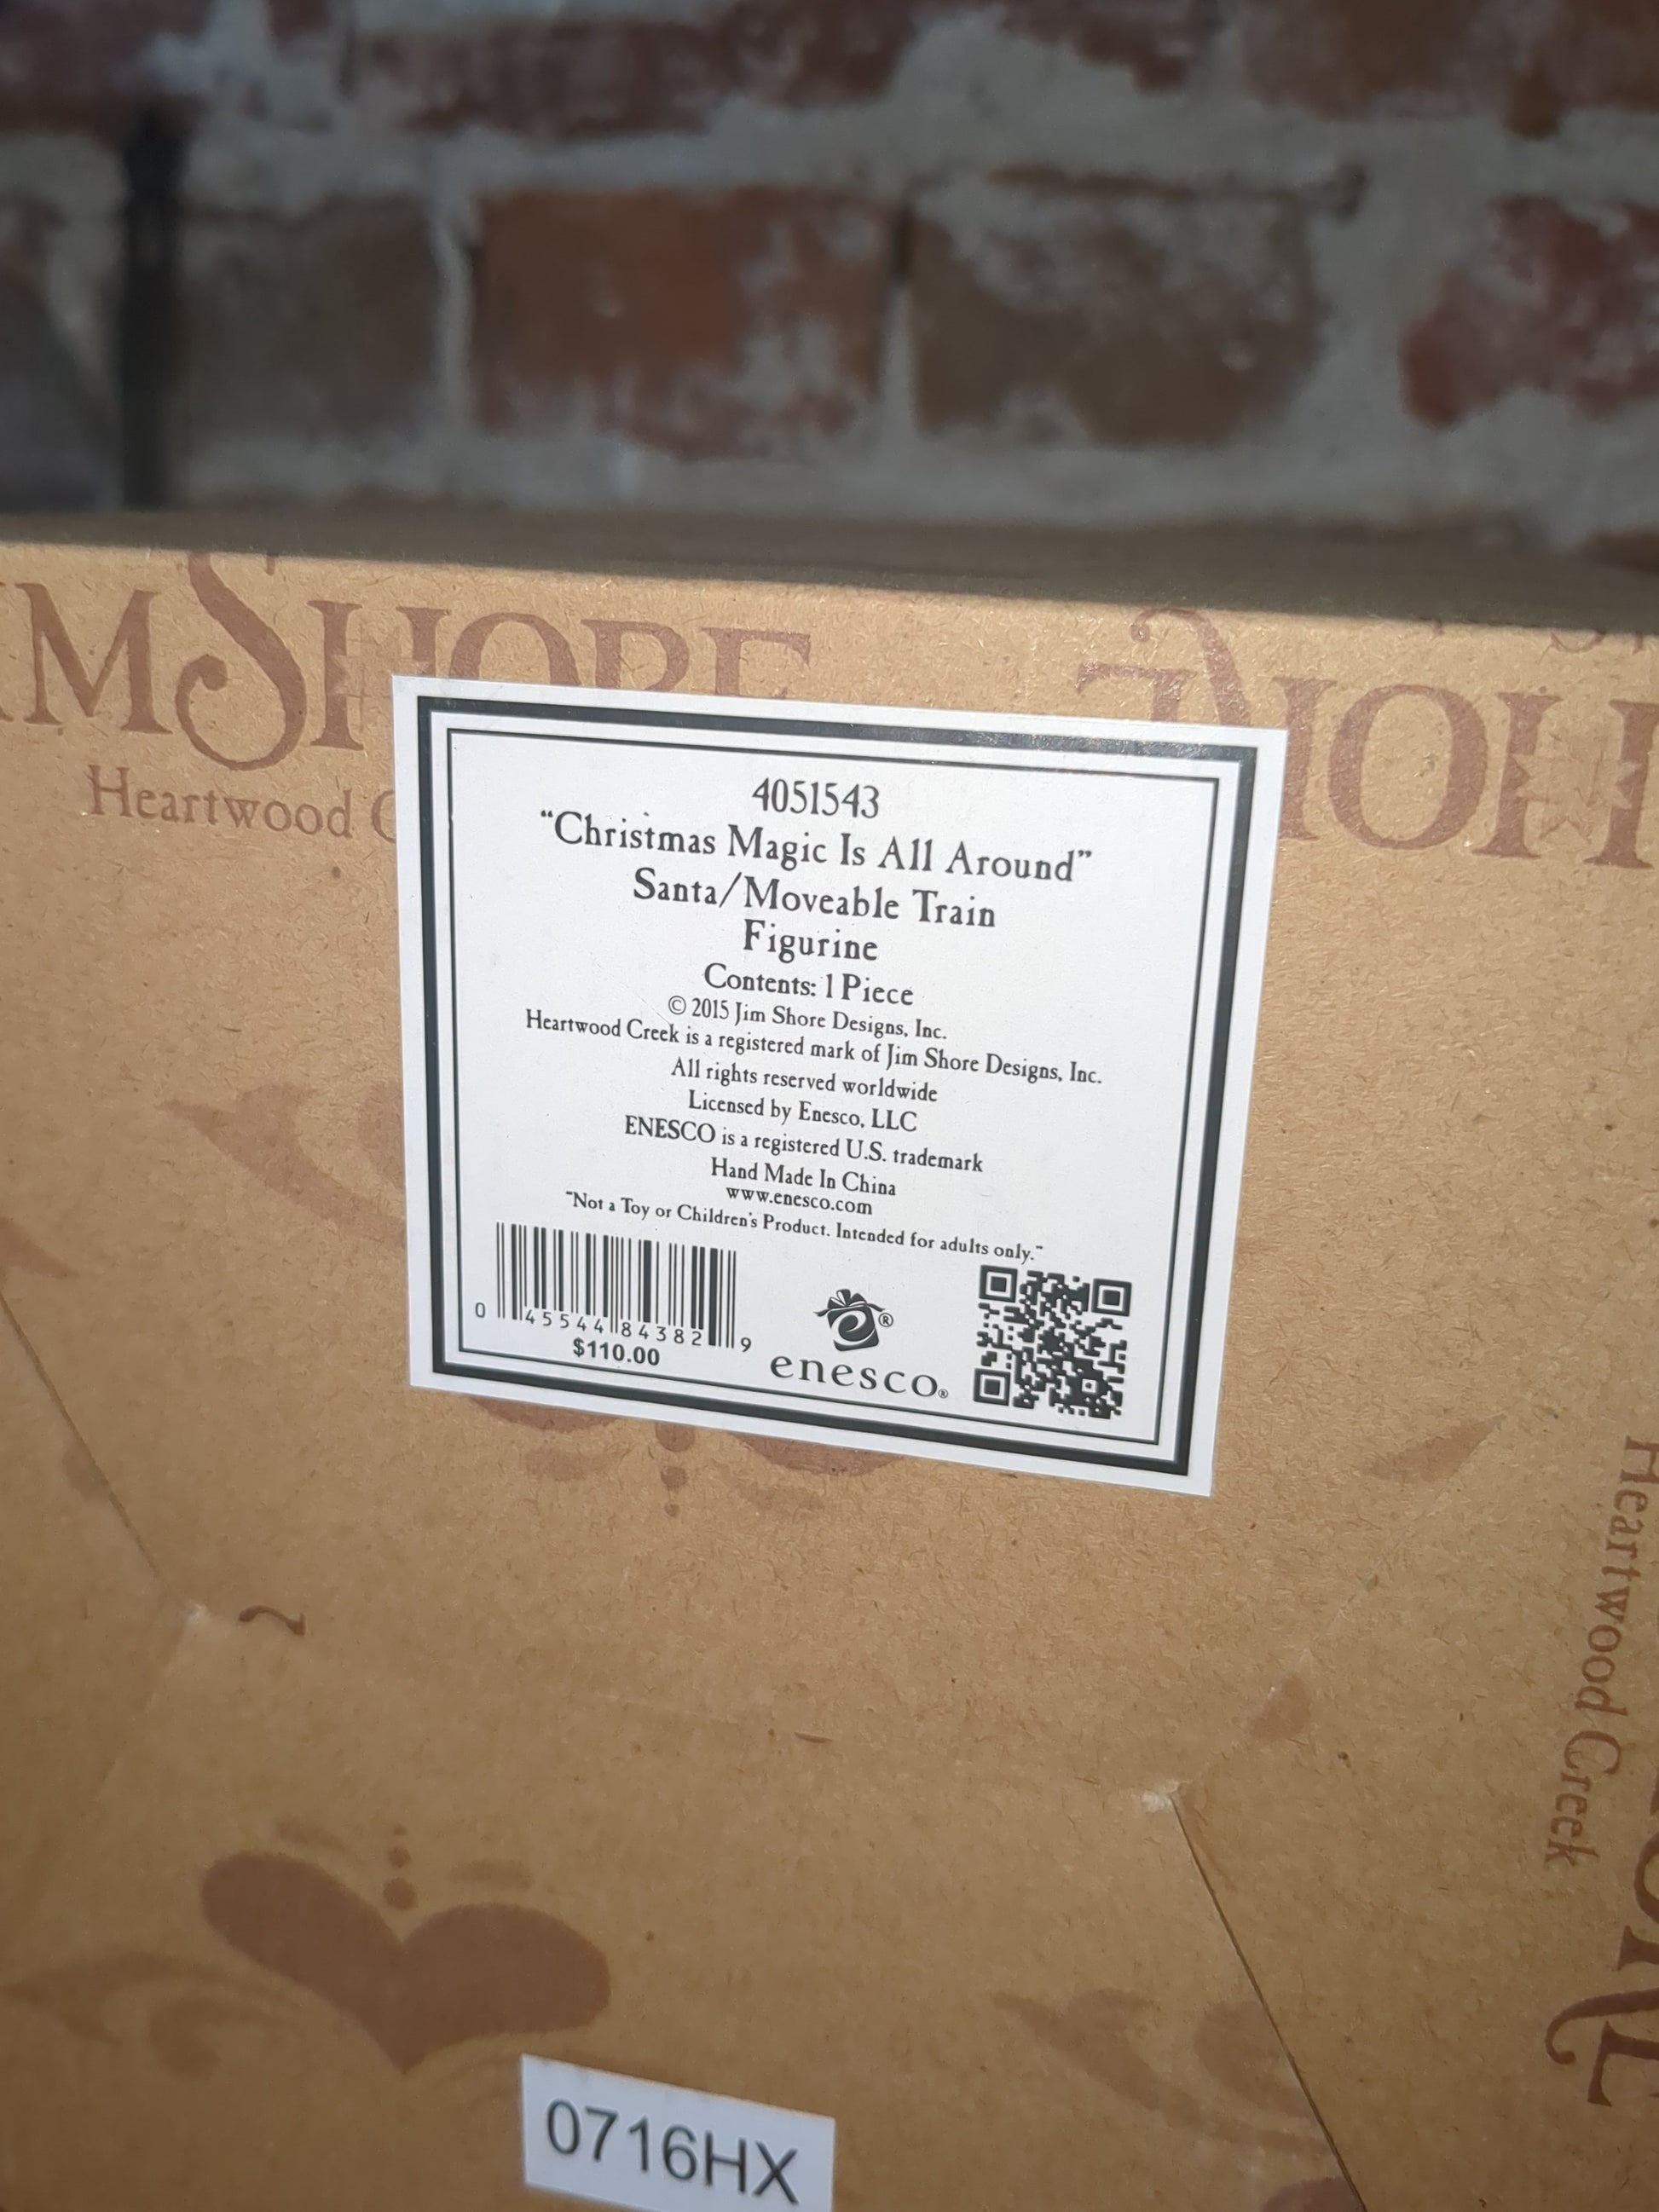 JIM SHORE
Heartwood C
4051543
“Christmas Magic Is All Around”
Santa/Moveable Train
Figurine
Contents: 1 Piece
© 2015 Jim Shore Designs, Inc.
Heartwood Creek is a registered mark of Jim Shore Designs, Inc.
All rights reserved worldwide
Licensed by Enesco, LLC
ENESCO is a registered U.S. trademark
Hand Made In China
www.enesco.com
"Not a Toy or Children's Product. Intended for adults only."
0 45544 84382 9
$110.00
enesco®
Heartwood Creek
0716HX